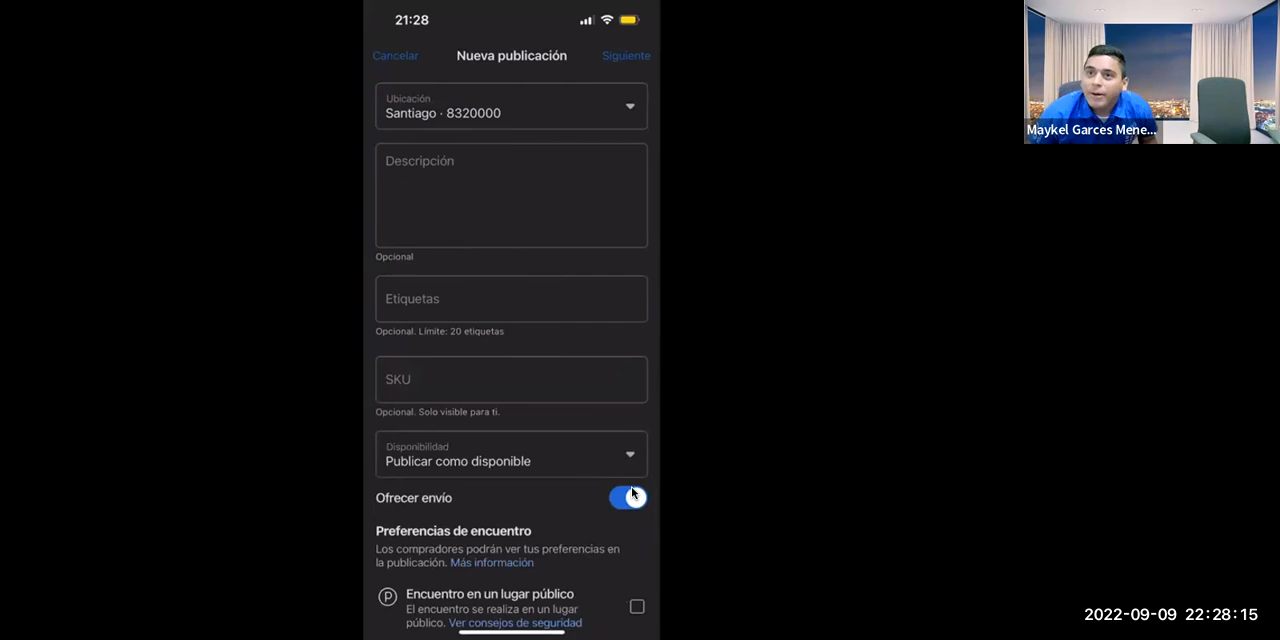 21:28
Cancelar
Nueva publicación
Siguiente
Ubicación
Santiago · 8320000
Descripción
Opcional
Etiquetas
Opcional. Límite: 20 etiquetas
SKU
Opcional. Solo visible para ti.
Disponibilidad
Publicar como disponible
Ofrecer envío
Preferencias de encuentro
Los compradores podrán ver tus preferencias en
la publicación. Más información
P
Encuentro en un lugar público
El encuentro se realiza en un lugar
público. Ver consejos de seguridad
Maykel Garces Mene...
2022-09-09 22:28:15